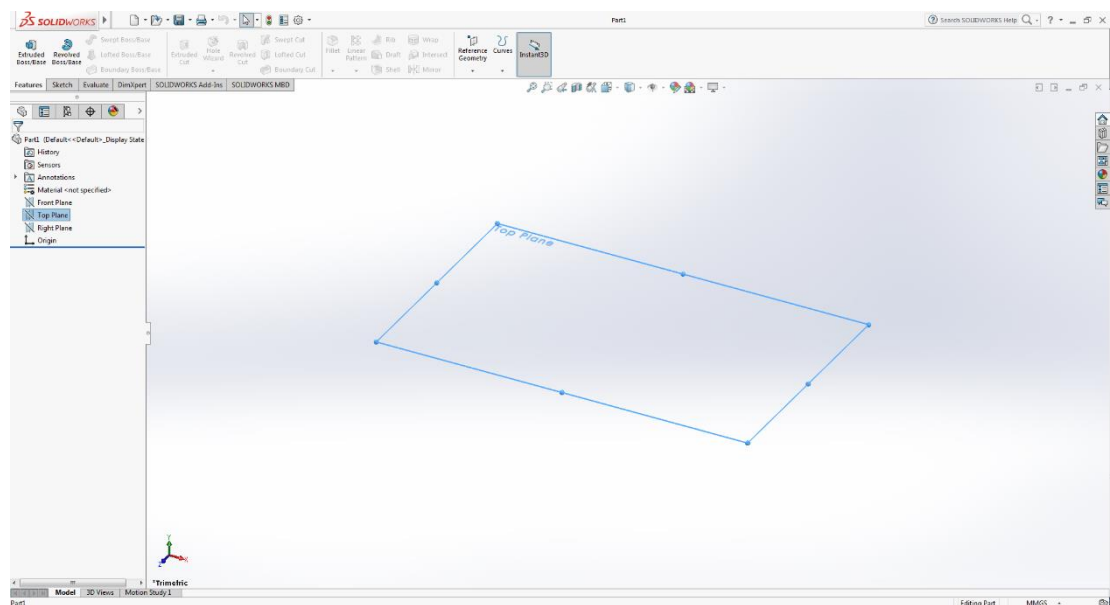 SOLIDWORKS
Part1
Search SOLIDWORKS Help
Extruded Boss/Base
Revolved Boss/Base
Swept Boss/Base
Lofted Boss/Base
Boundary Boss/Base
Extruded Cut
Hole Wizard
Revolved Cut
Swept Cut
Lofted Cut
Boundary Cut
Fillet
Linear Pattern
Rib
Draft
Shell
Wrap
Intersect
Mirror
Reference Geometry
Curves
Instant3D
Features Sketch Evaluate DimXpert SOLIDWORKS Add-Ins SOLIDWORKS MBD
Part1 (Default<<Default>_Display State
History
Sensors
Annotations
Material <not specified>
Front Plane
Top Plane
Right Plane
Origin
Top Plane
Y
X
Z
*Trimetric
Model 3D Views Motion Study 1
Part1
Editing Part MMGS